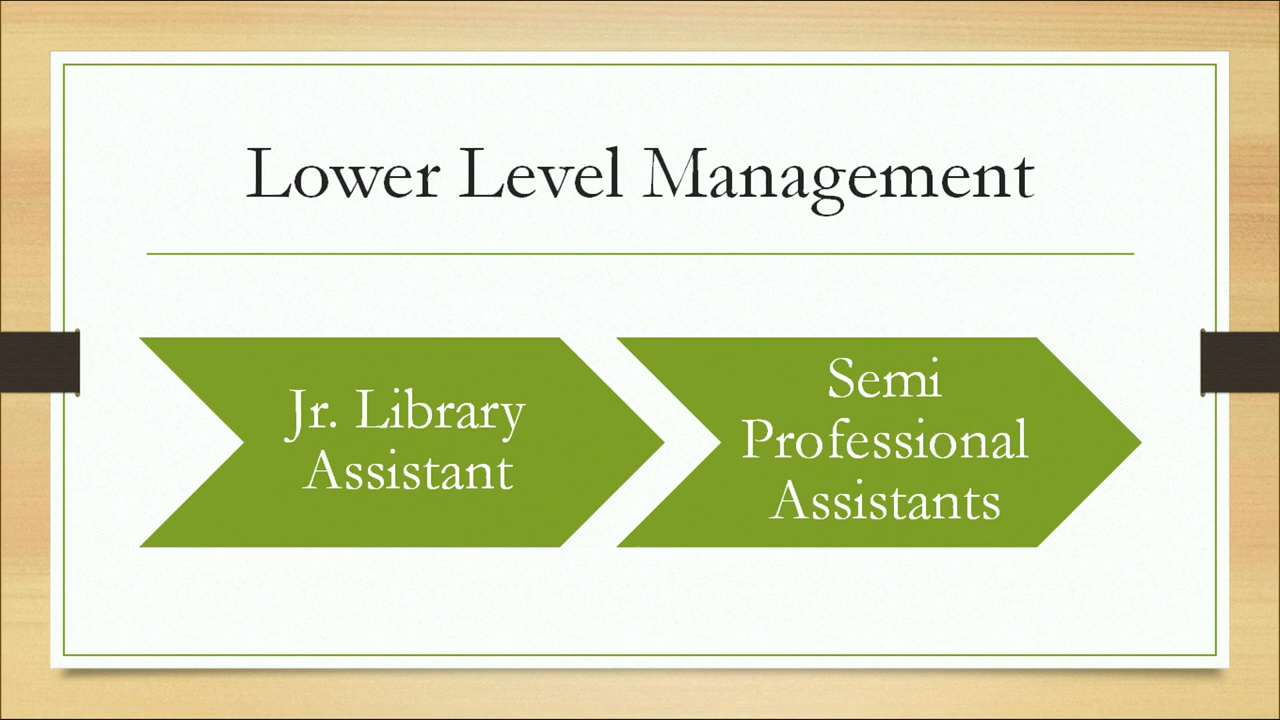 Lower Level Management
Jr. Library
Assistant
Semi
Professional
Assistants